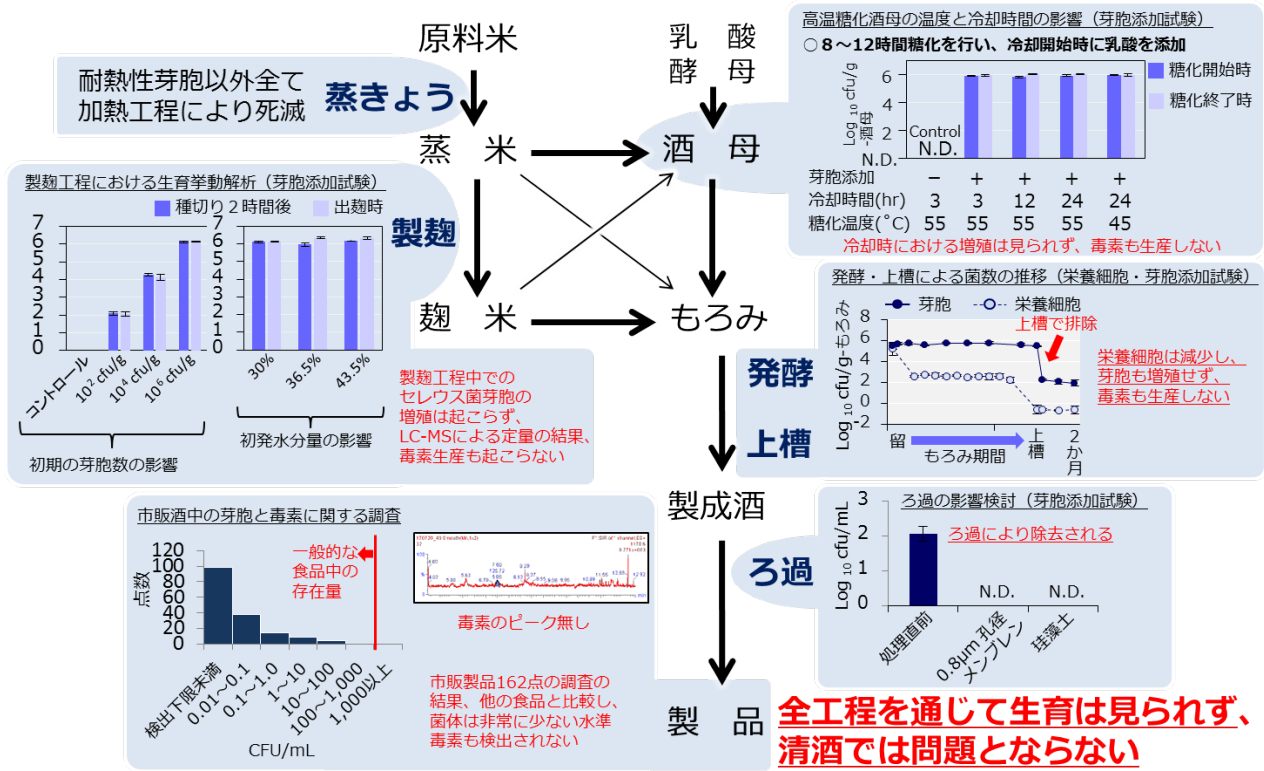 原料米
乳　酸
酵　母
耐熱性芽胞以外全て
加熱工程により死滅
蒸きょう
蒸　米
酒　母
高温糖化酒母の温度と冷却時間の影響（芽胞添加試験）
○８～12時間糖化を行い、冷却開始時に乳酸を添加
Log 10 cfu/g
-酒母
6
4
2
N.D.
Control
N.D.
糖化開始時
糖化終了時
芽胞添加 − + + + +
冷却時間(hr) 3 3 12 24 24
糖化温度(°C) 55 55 55 55 45
冷却時における増殖は見られず、毒素も生産しない
製麹工程における生育挙動解析（芽胞添加試験）
種切り２時間後
出麹時
7
6
5
4
3
2
1
0
コントロール
10² cfu/g
10⁴ cfu/g
10⁶ cfu/g
初期の芽胞数の影響
7
6
5
4
3
2
1
0
30%
36.5%
43.5%
初発水分量の影響
製麹
製麹工程中での
セレウス菌芽胞の
増殖は起こらず、
LC-MSによる定量の結果、
毒素生産も起こらない
麹　米
もろみ
発酵
上槽
発酵・上槽による菌数の推移（栄養細胞・芽胞添加試験）
芽胞
栄養細胞
Log 10 cfu/g-もろみ
8
6
4
2
0
-2
上槽で排除
留
もろみ期間
上槽
2か月
栄養細胞は減少し、
芽胞も増殖せず、
毒素も生産しない
製成酒
ろ過
ろ過の影響検討（芽胞添加試験）
Log 10 cfu/mL
3
2
1
0
ろ過により除去される
N.D.
N.D.
処理直前
0.8μm 孔径
メンブレン
珪藻土
市販酒中の芽胞と毒素に関する調査
点数
120
100
80
60
40
20
0
一般的な
食品中の
存在量
検出下限未満
0.01～0.1
0.1～1.0
1～10
10～100
100～1,000
1,000以上
CFU/mL
毒素のピーク無し
市販製品162点の調査の
結果、他の食品と比較し、
菌体は非常に少ない水準
毒素も検出されない
製　品
全工程を通じて生育は見られず、
清酒では問題とならない